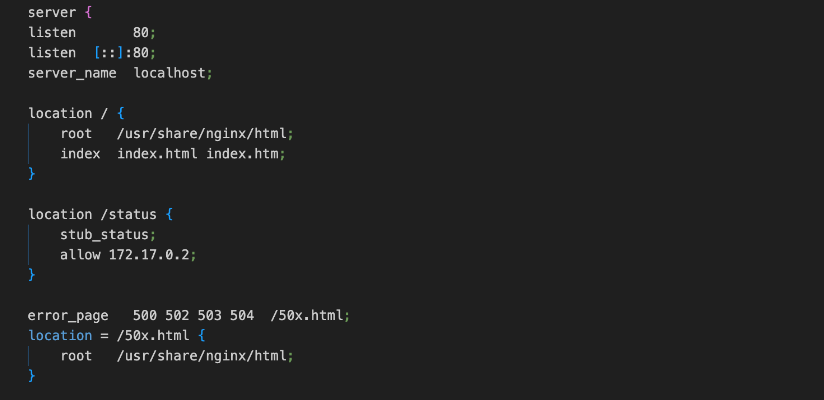 server {
listen       80;
listen  [::]:80;
server_name  localhost;

location / {
    root   /usr/share/nginx/html;
    index  index.html index.htm;
}

location /status {
    stub_status;
    allow 172.17.0.2;
}

error_page   500 502 503 504  /50x.html;
location = /50x.html {
    root   /usr/share/nginx/html;
}